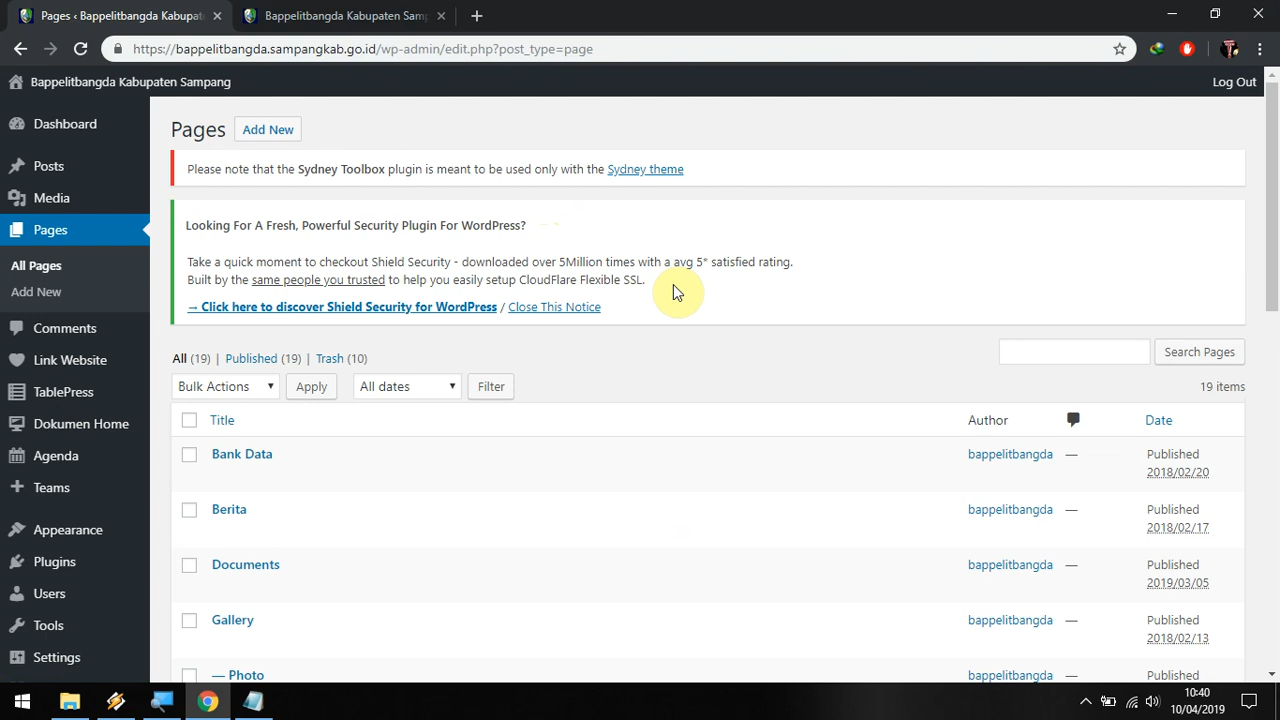 Pages ‹ Bappelitbangda Kabupat
Bappelitbangda Kabupaten Samp
https://bappelitbangda.sampangkab.go.id/wp-admin/edit.php?post_type=page
Bappelitbangda Kabupaten Sampang
Log Out
Dashboard
Posts
Media
Pages
All Pages
Add New
Comments
Link Website
TablePress
Dokumen Home
Agenda
Teams
Appearance
Plugins
Users
Tools
Settings
Pages
Add New
Please note that the Sydney Toolbox plugin is meant to be used only with the Sydney theme
Looking For A Fresh, Powerful Security Plugin For WordPress?
Take a quick moment to checkout Shield Security - downloaded over 5Million times with a avg 5* satisfied rating.
Built by the same people you trusted to help you easily setup CloudFlare Flexible SSL.
→ Click here to discover Shield Security for WordPress / Close This Notice
All (19) | Published (19) | Trash (10)
Search Pages
Bulk Actions
Apply
All dates
Filter
19 items
Title
Author
Date
Bank Data
bappelitbangda
—
Published
2018/02/20
Berita
bappelitbangda
—
Published
2018/02/17
Documents
bappelitbangda
—
Published
2019/03/05
Gallery
bappelitbangda
—
Published
2018/02/13
— Photo
bappelitbangda
—
Published
10:40
10/04/2019